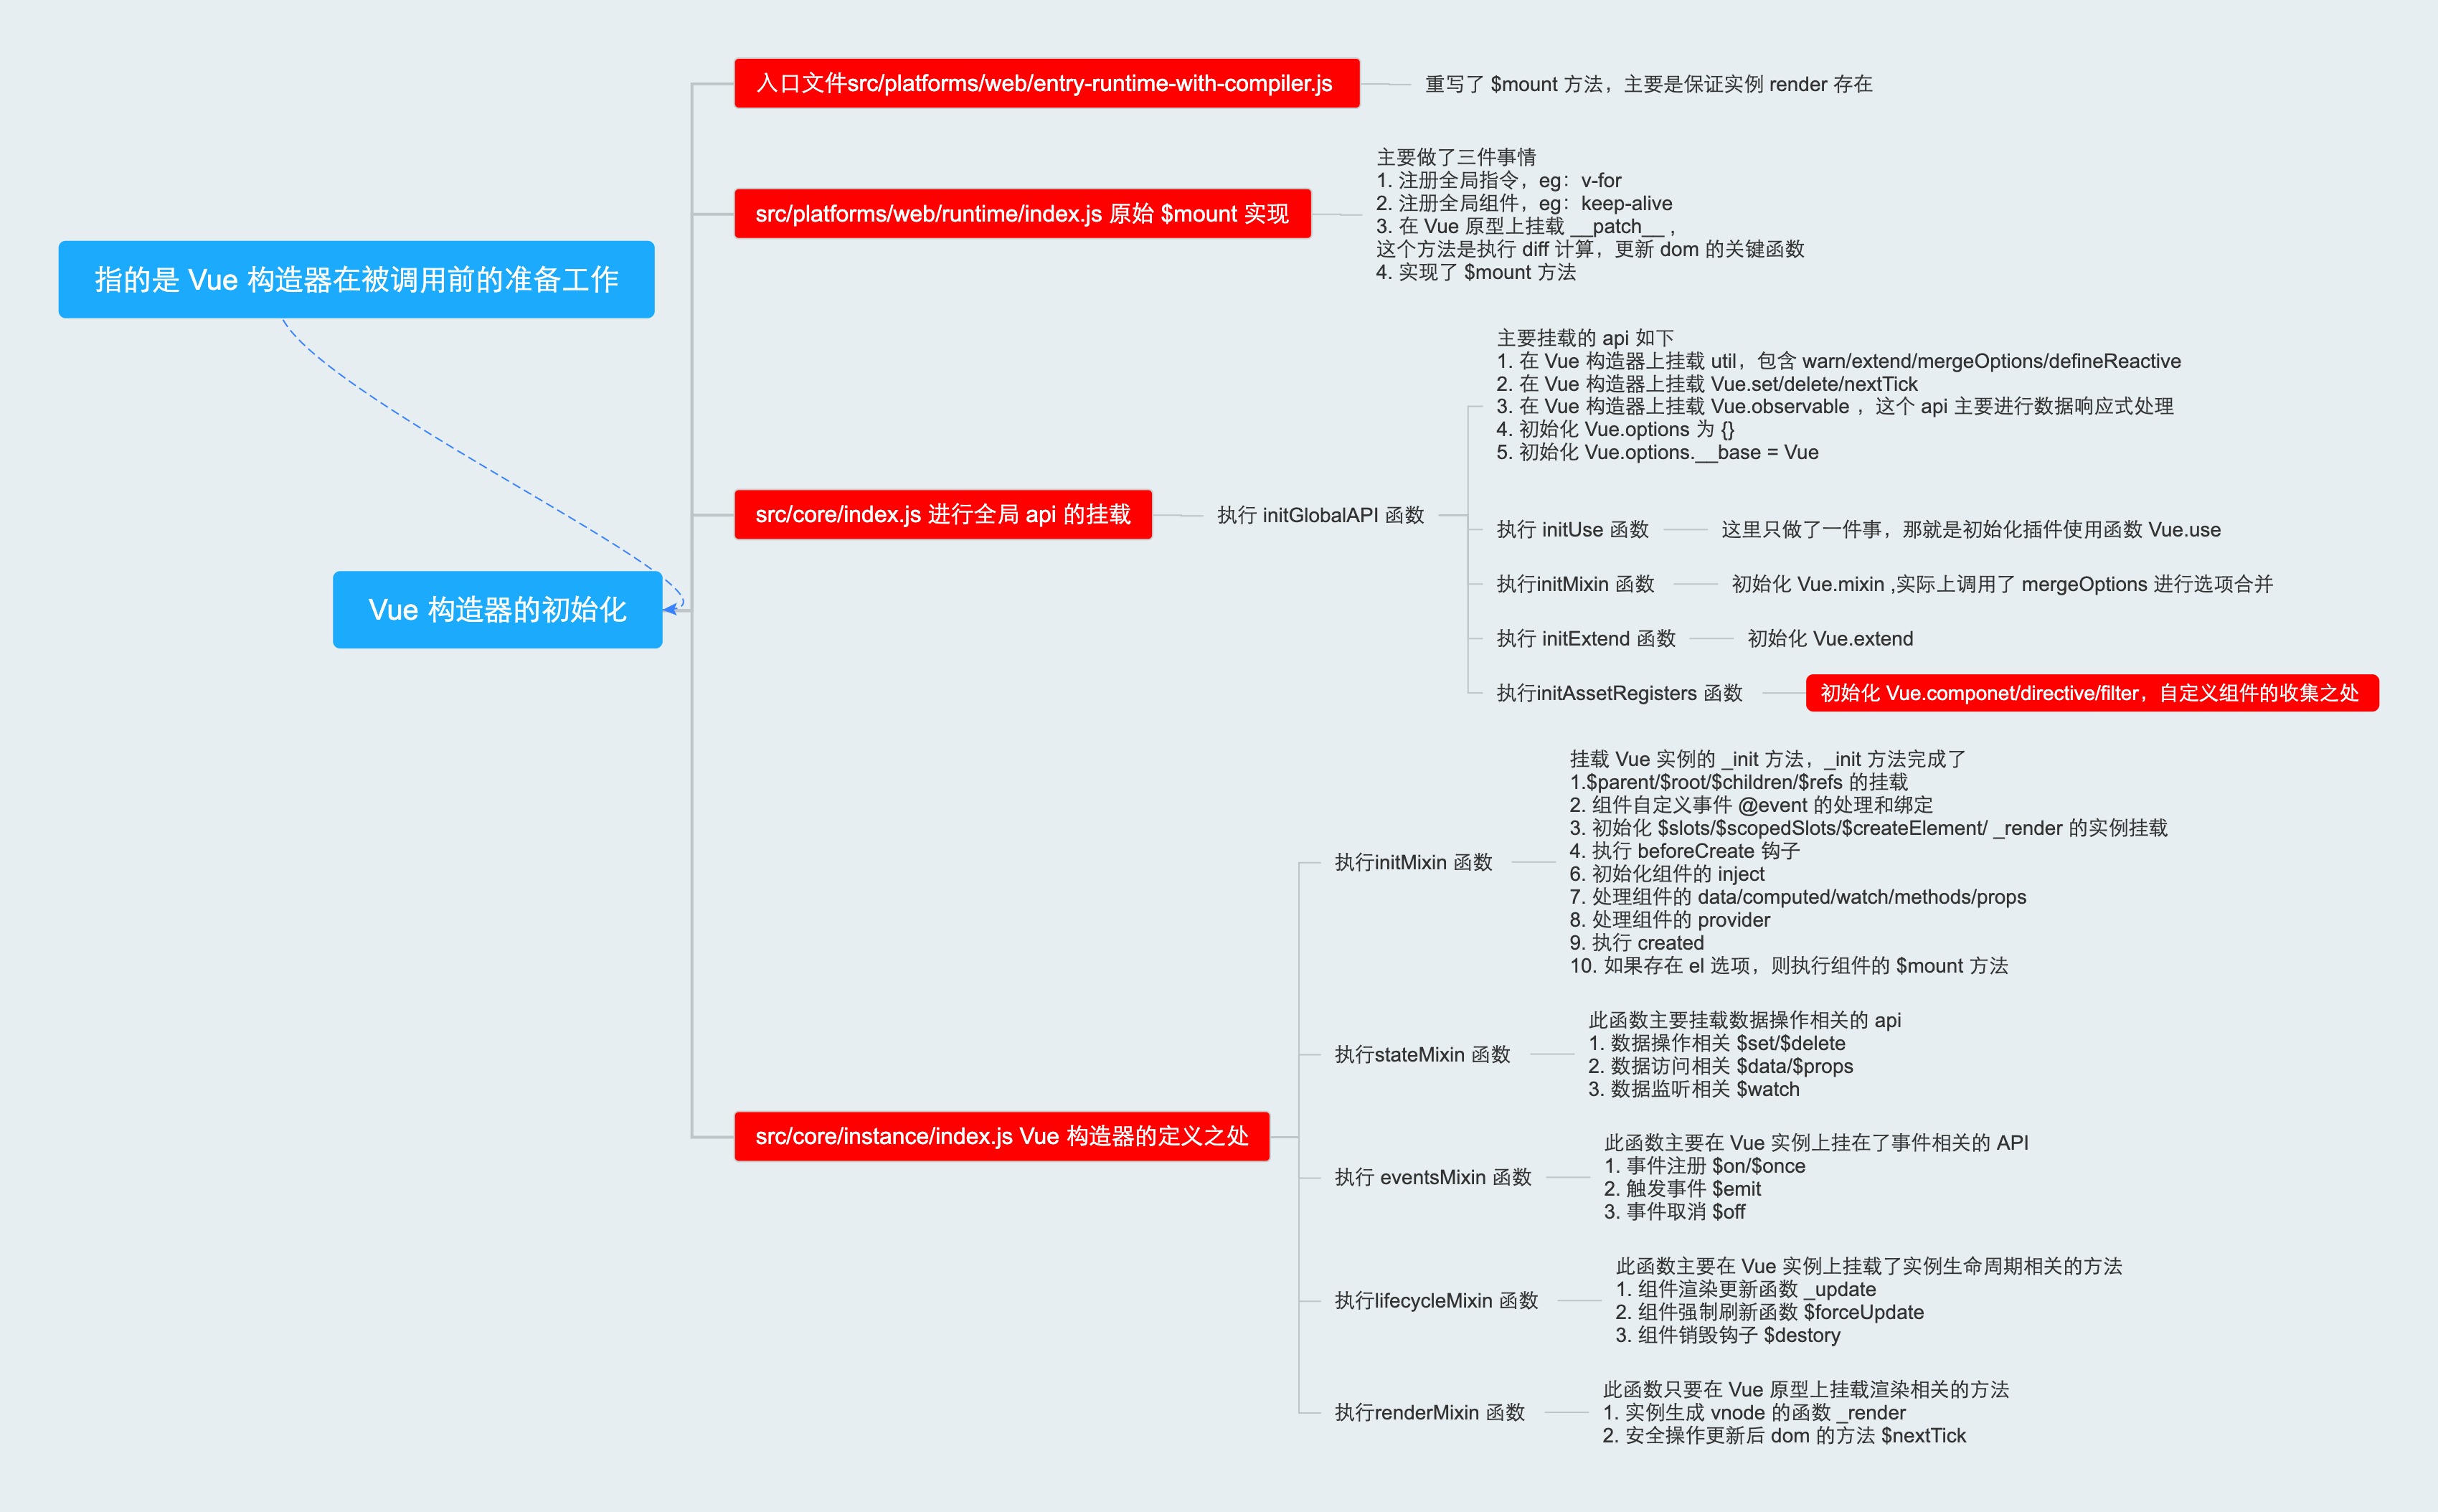 指的是 Vue 构造器在被调用前的准备工作
Vue 构造器的初始化
入口文件src/platforms/web/entry-runtime-with-compiler.js
重写了 $mount 方法，主要是保证实例 render 存在
src/platforms/web/runtime/index.js 原始 $mount 实现
主要做了三件事情
1. 注册全局指令，eg：v-for
2. 注册全局组件，eg：keep-alive
3. 在 Vue 原型上挂载 __patch__ ,
这个方法是执行 diff 计算，更新 dom 的关键函数
4. 实现了 $mount 方法
src/core/index.js 进行全局 api 的挂载
执行 initGlobalAPI 函数
主要挂载的 api 如下
1. 在 Vue 构造器上挂载 util，包含 warn/extend/mergeOptions/defineReactive
2. 在 Vue 构造器上挂载 Vue.set/delete/nextTick
3. 在 Vue 构造器上挂载 Vue.observable ，这个 api 主要进行数据响应式处理
4. 初始化 Vue.options 为 {}
5. 初始化 Vue.options.__base = Vue
执行 initUse 函数
这里只做了一件事，那就是初始化插件使用函数 Vue.use
执行initMixin 函数
初始化 Vue.mixin ,实际上调用了 mergeOptions 进行选项合并
执行 initExtend 函数
初始化 Vue.extend
执行initAssetRegisters 函数
初始化 Vue.componet/directive/filter，自定义组件的收集之处
src/core/instance/index.js Vue 构造器的定义之处
执行initMixin 函数
挂载 Vue 实例的 _init 方法，_init 方法完成了
1.$parent/$root/$children/$refs 的挂载
2. 组件自定义事件 @event 的处理和绑定
3. 初始化 $slots/$scopedSlots/$createElement/ _render 的实例挂载
4. 执行 beforeCreate 钩子
6. 初始化组件的 inject
7. 处理组件的 data/computed/watch/methods/props
8. 处理组件的 provider
9. 执行 created
10. 如果存在 el 选项，则执行组件的 $mount 方法
执行stateMixin 函数
此函数主要挂载数据操作相关的 api
1. 数据操作相关 $set/$delete
2. 数据访问相关 $data/$props
3. 数据监听相关 $watch
执行 eventsMixin 函数
此函数主要在 Vue 实例上挂在了事件相关的 API
1. 事件注册 $on/$once
2. 触发事件 $emit
3. 事件取消 $off
执行lifecycleMixin 函数
此函数主要在 Vue 实例上挂载了实例生命周期相关的方法
1. 组件渲染更新函数 _update
2. 组件强制刷新函数 $forceUpdate
3. 组件销毁钩子 $destory
执行renderMixin 函数
此函数只要在 Vue 原型上挂载渲染相关的方法
1. 实例生成 vnode 的函数 _render
2. 安全操作更新后 dom 的方法 $nextTick